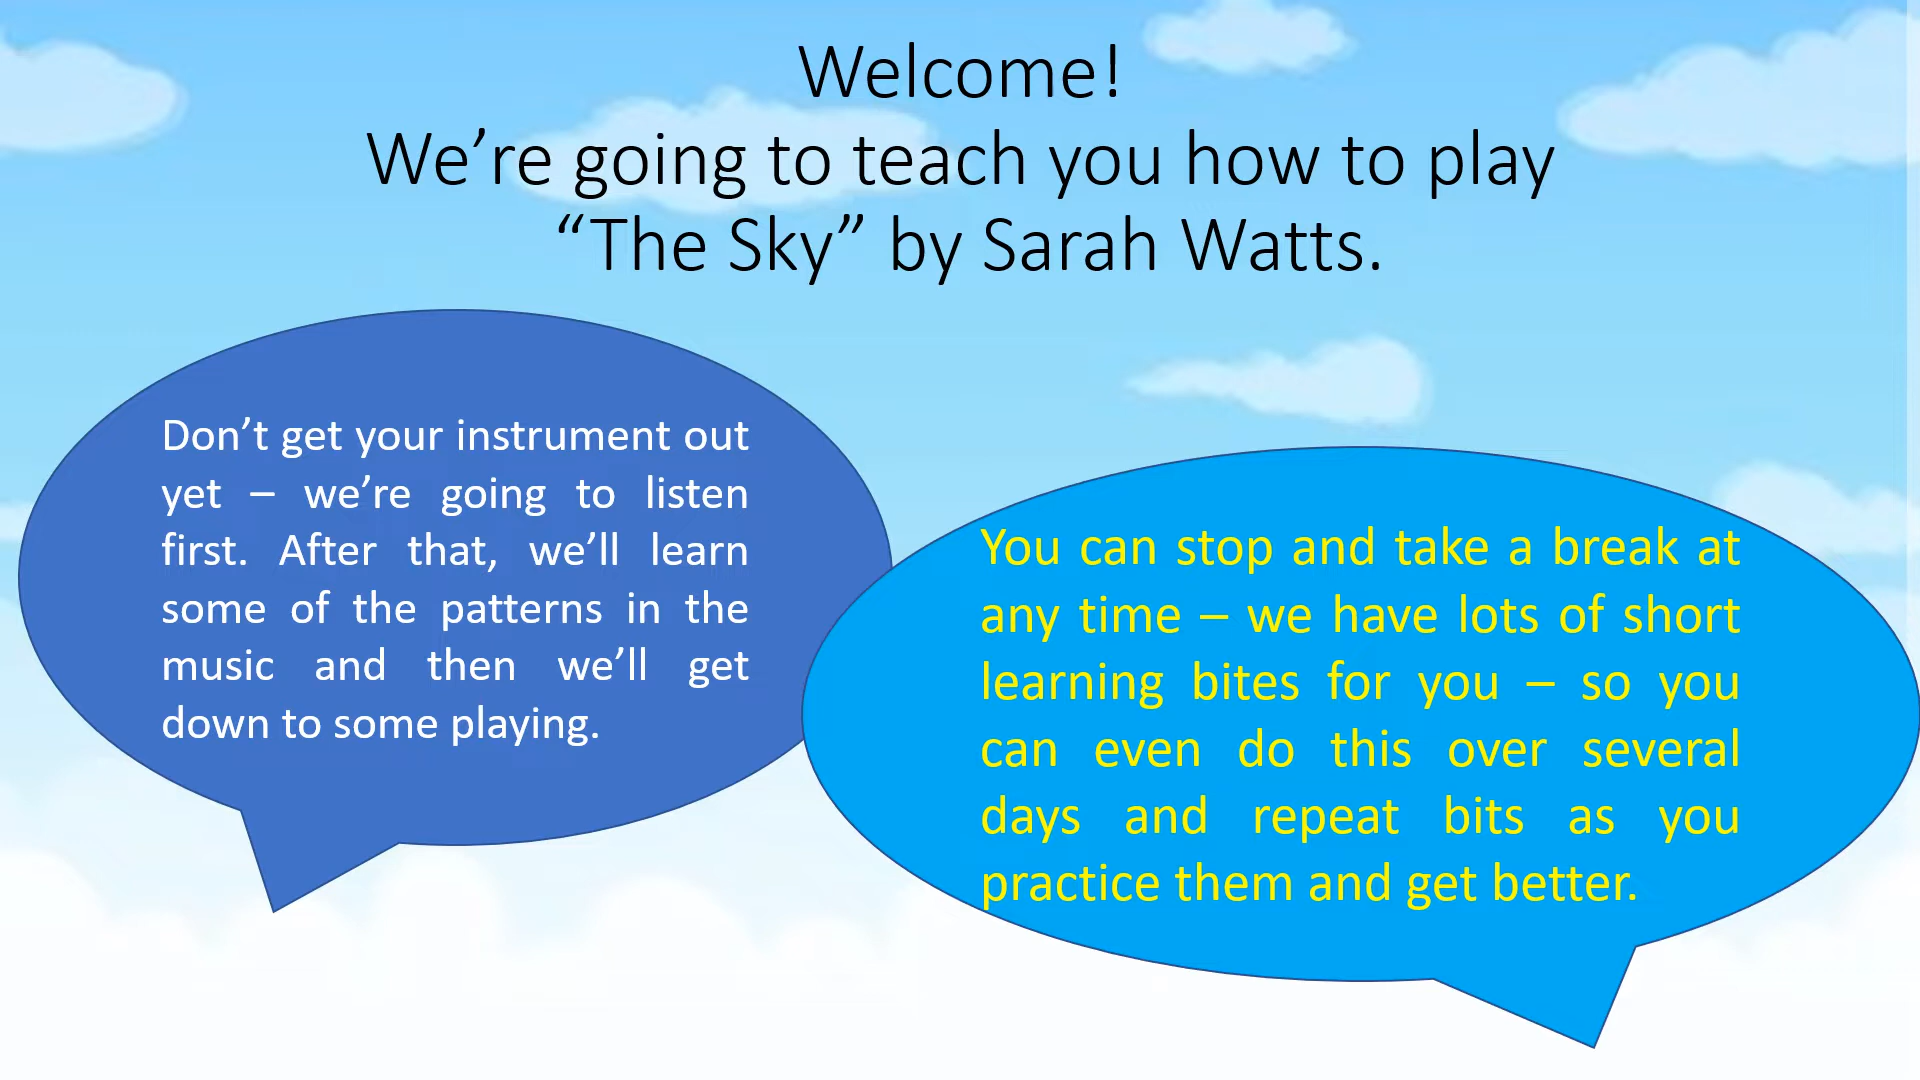 Welcome!
We’re going to teach you how to play
“The Sky” by Sarah Watts.
Don’t get your instrument out
yet – we’re going to listen
first. After that, we’ll learn
some of the patterns in the
music and then we’ll get
down to some playing.
You can stop and take a break at
any time – we have lots of short
learning bites for you – so you
can even do this over several
days and repeat bits as you
practice them and get better.